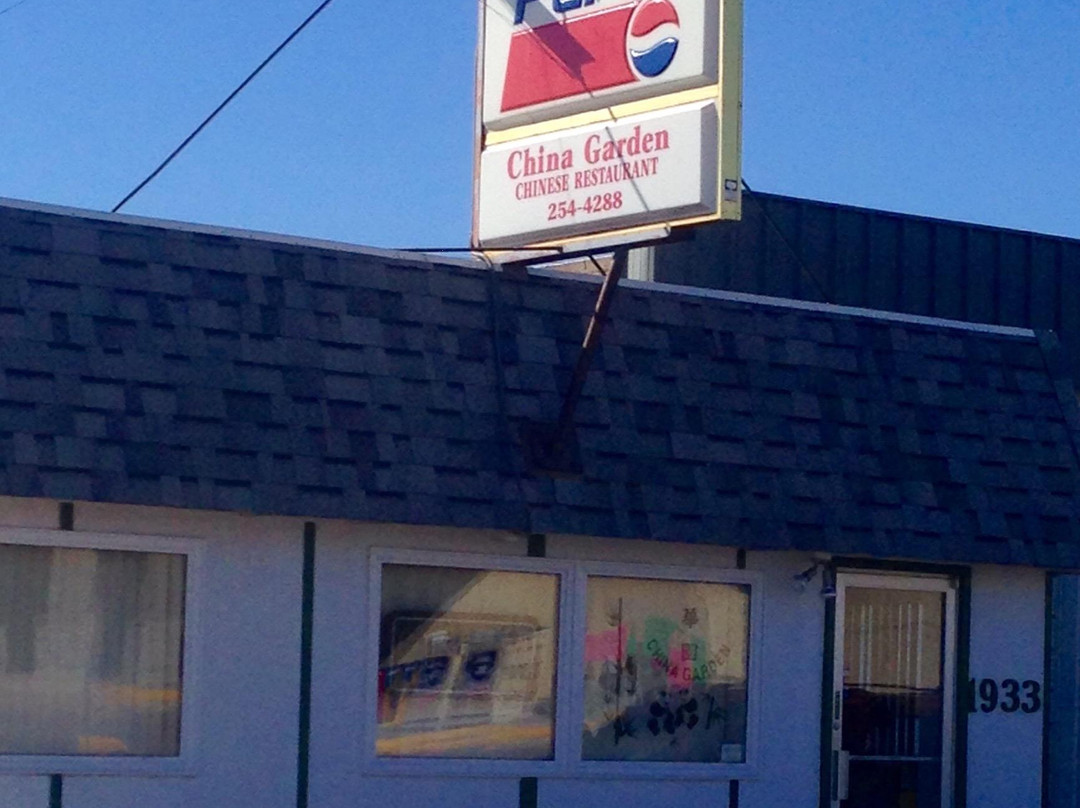 China Garden
CHINESE RESTAURANT
254-4288
CHINA GARDEN
1933